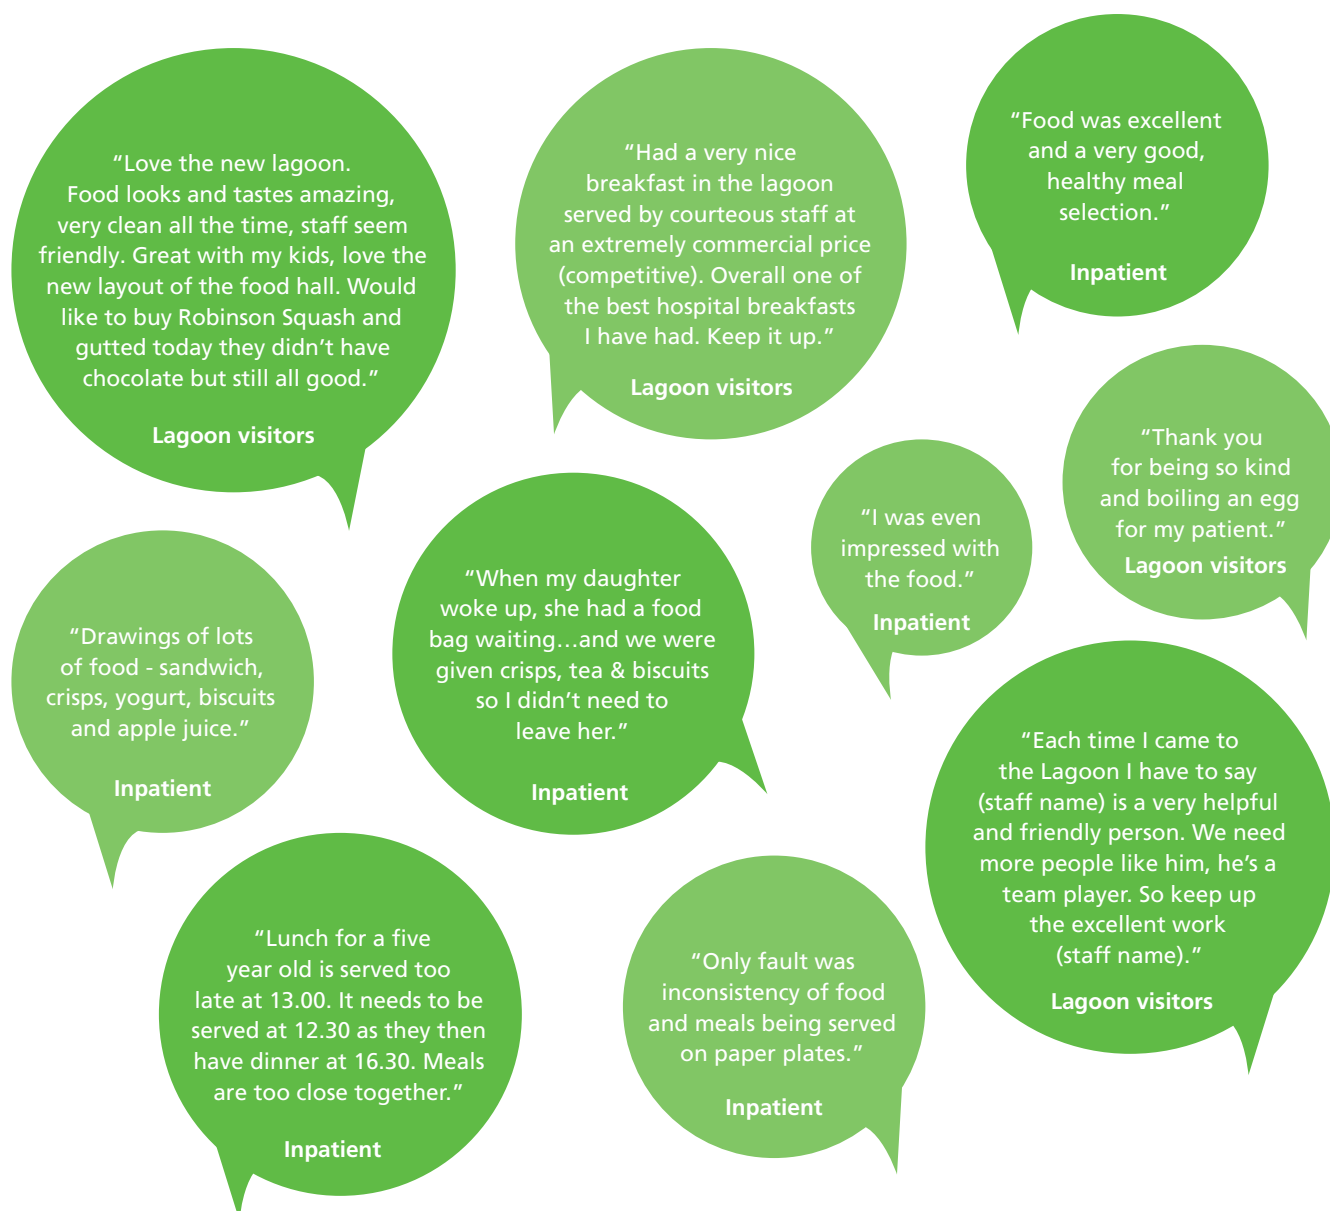 “Love the new lagoon.
Food looks and tastes amazing,
very clean all the time, staff seem
friendly. Great with my kids, love the
new layout of the food hall. Would
like to buy Robinson Squash and
gutted today they didn’t have
chocolate but still all good.”
Lagoon visitors
“Had a very nice
breakfast in the lagoon
served by courteous staff at
an extremely commercial price
(competitive). Overall one of
the best hospital breakfasts
I have had. Keep it up.”
Lagoon visitors
“Food was excellent
and a very good,
healthy meal
selection.”
Inpatient
“Thank you
for being so kind
and boiling an egg
for my patient.”
Lagoon visitors
“I was even
impressed with
the food.”
Inpatient
“When my daughter
woke up, she had a food
bag waiting…and we were
given crisps, tea & biscuits
so I didn’t need to
leave her.”
Inpatient
“Drawings of lots
of food - sandwich,
crisps, yogurt, biscuits
and apple juice.”
Inpatient
“Each time I came to
the Lagoon I have to say
(staff name) is a very helpful
and friendly person. We need
more people like him, he’s a
team player. So keep up
the excellent work
(staff name).”
Lagoon visitors
“Lunch for a five
year old is served too
late at 13.00. It needs to be
served at 12.30 as they then
have dinner at 16.30. Meals
are too close together.”
Inpatient
“Only fault was
inconsistency of food
and meals being served
on paper plates.”
Inpatient